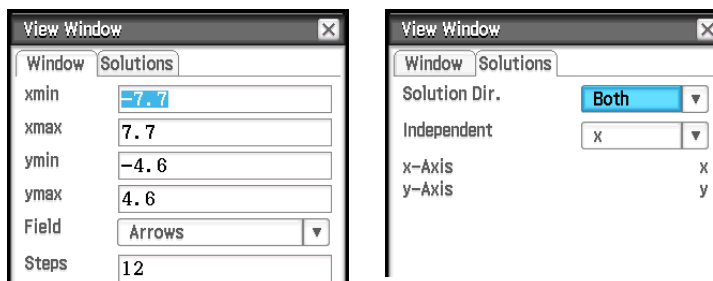 View Window
Window Solutions
xmin -7.7
xmax 7.7
ymin -4.6
ymax 4.6
Field Arrows
Steps 12
View Window
Window Solutions
Solution Dir. Both
Independent x
x-Axis x
y-Axis y